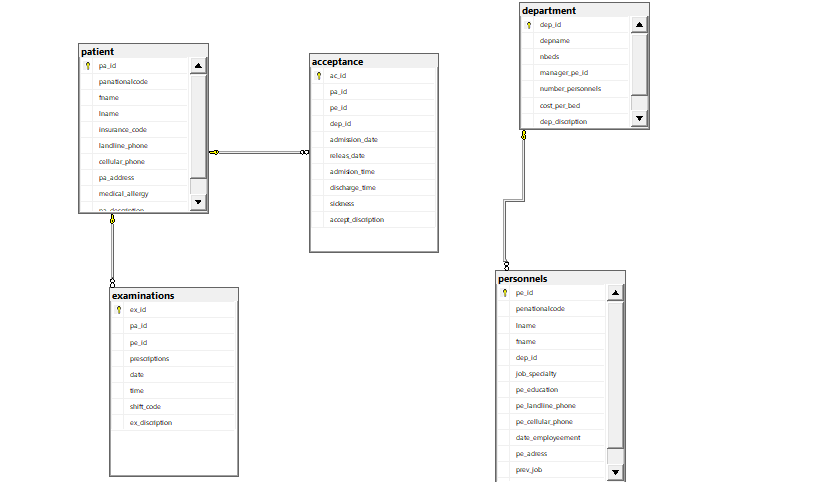 department
dep_id
depname
nbeds
manager_pe_id
number_personnels
cost_per_bed
dep_discription
patient
pa_id
panationalcode
fname
lname
insurance_code
landline_phone
cellular_phone
pa_address
medical_allergy
acceptance
ac_id
pa_id
pe_id
dep_id
admission_date
releas_date
admision_time
discharge_time
sickness
accept_discription
examinations
ex_id
pa_id
pe_id
prescriptions
date
time
shift_code
ex_discription
personnels
pe_id
penationalcode
lname
fname
dep_id
job_specialty
pe_education
pe_landline_phone
pe_cellular_phone
date_employeement
pe_adress
prev_job